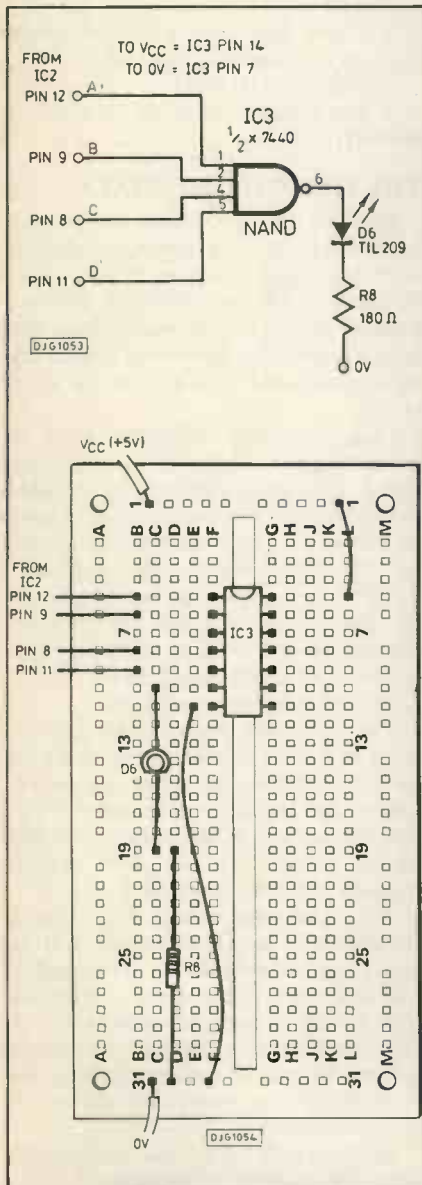 TO VCC = IC3 PIN 14
TO 0V = IC3 PIN 7
FROM
IC2
PIN 12 A
PIN 9 B
PIN 8 C
PIN 11 D
IC3
1/2 x 7440
1
2
4
5
6
NAND
D6
TIL 209
R8
180 Ω
0V
DJG1053
VCC (+5V)
1 1
A B C D E F G H J K L M
FROM
IC2
PIN 12
PIN 9
PIN 8
PIN 11
7 7
IC3
13 13
D6
19 19
25 25
R8
A B C D E F G H J K L M
31 31
0V
DJG1054